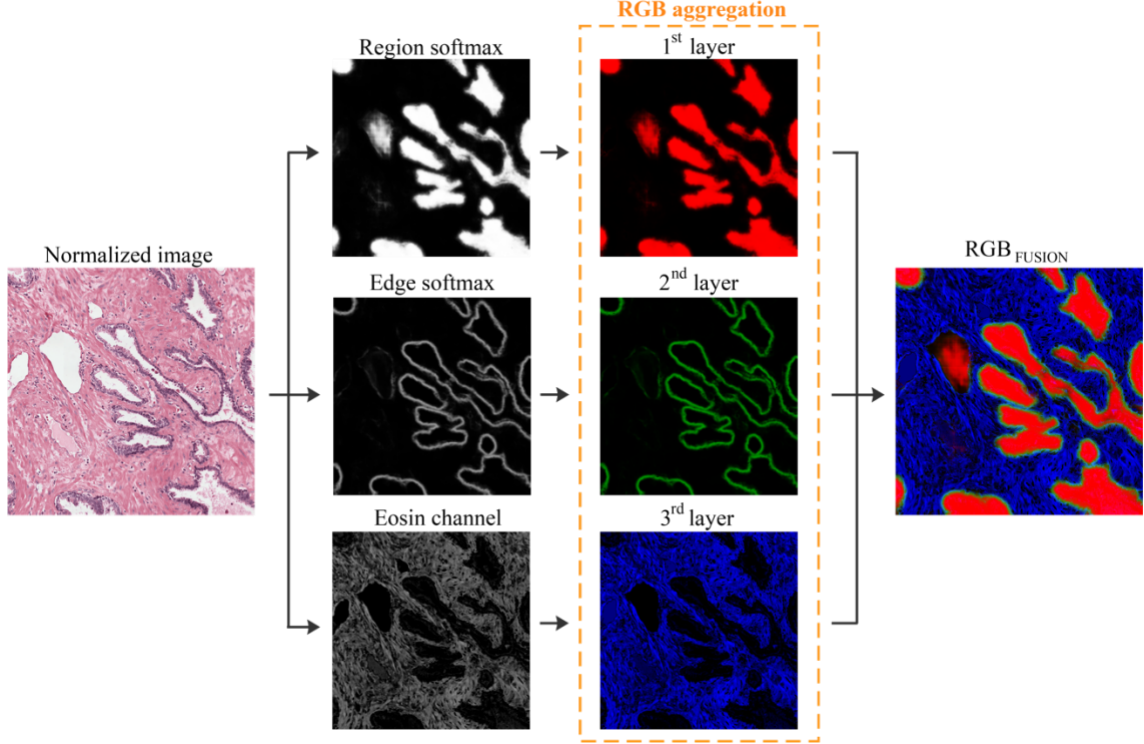 RGB aggregation
Region softmax
1st layer
Normalized image
Edge softmax
2nd layer
RGB FUSION
Eosin channel
3rd layer